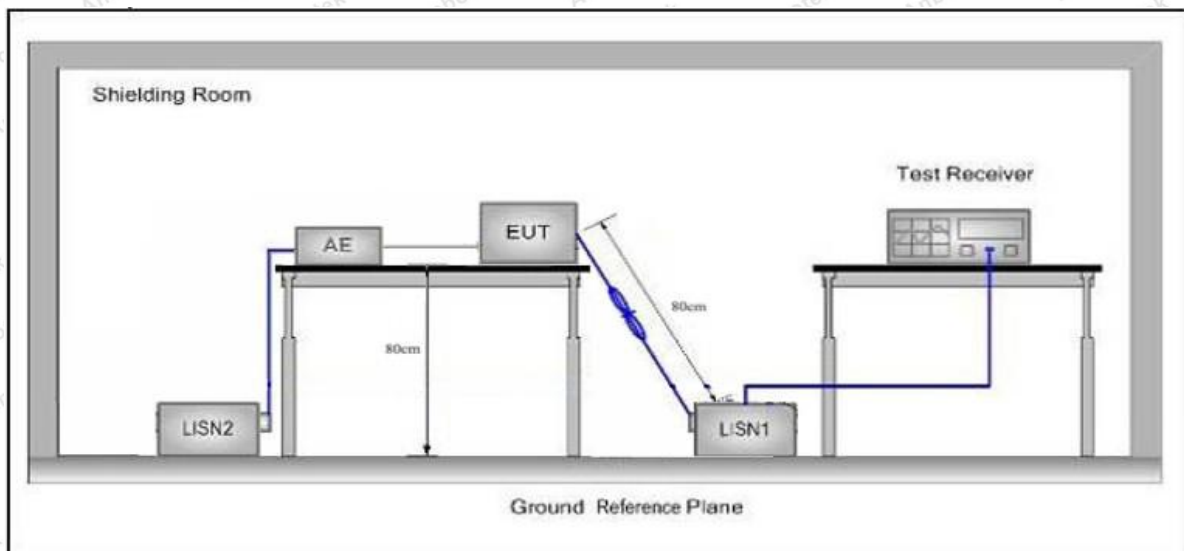 Shielding Room
Test Receiver
AE
EUT
80cm
80cm
LISN2
LISN1
Ground Reference Plane